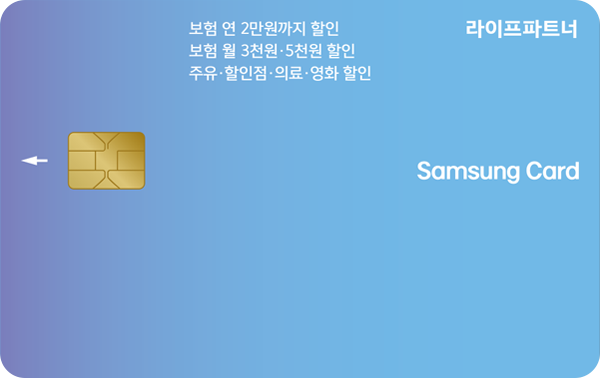 보험 연 2만원까지 할인
라이프파트너
보험 월 3천원·5천원 할인
주유·할인점·의료·영화 할인
Samsung Card